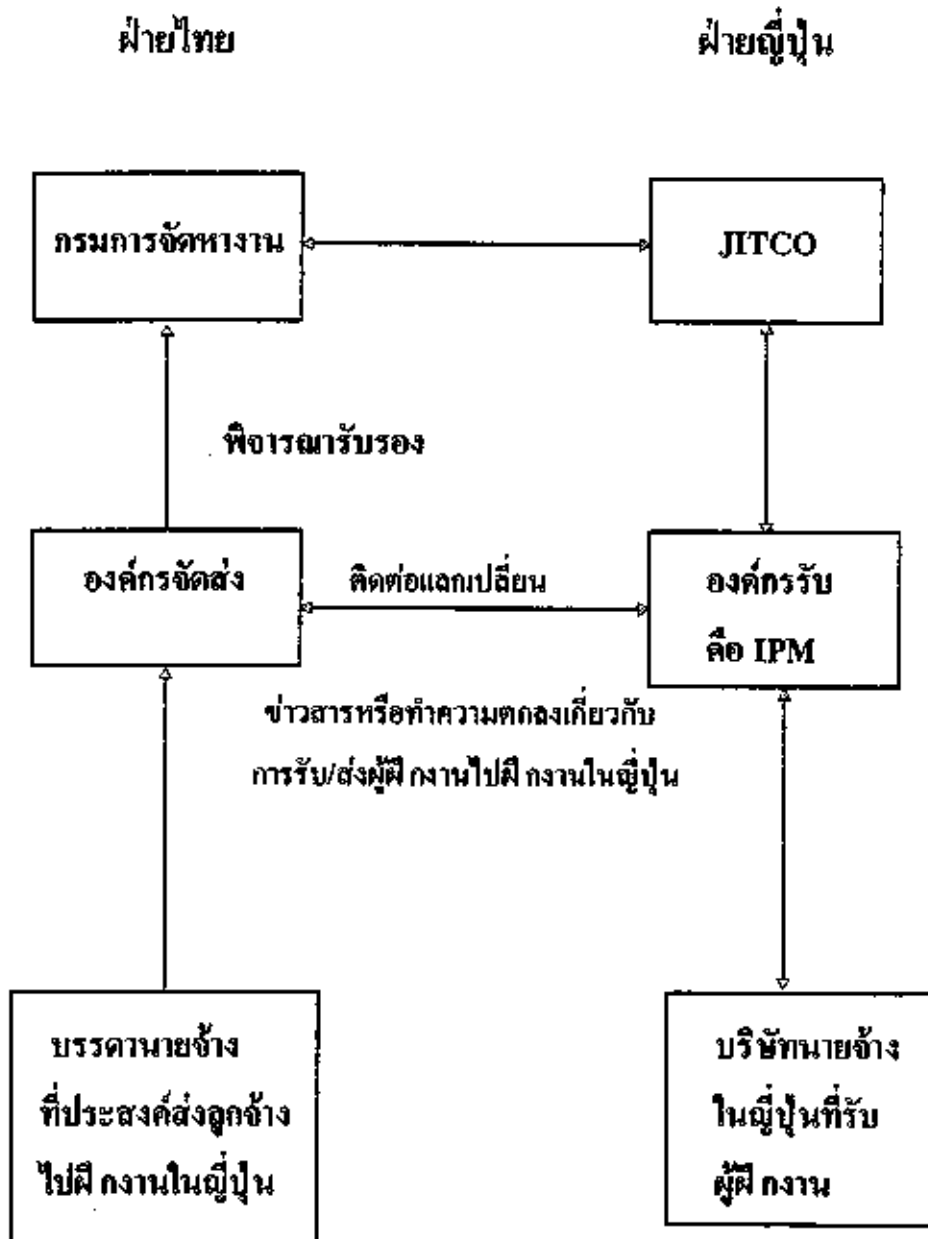 ฝ่ายไทย
ฝ่ายญี่ปุ่น
กรมการจัดหางาน
JITCO
พิจารณารับรอง
องค์กรจัดส่ง
ติดต่อแลกเปลี่ยน
องค์กรรับ
คือ IPM
ข่าวสารหรือทำความตกลงเกี่ยวกับ
การรับ/ส่งผู้ฝึกงานไปฝึกงานในญี่ปุ่น
บรรดานายจ้าง
ที่ประสงค์ส่งลูกจ้าง
ไปฝึกงานในญี่ปุ่น
บริษัทนายจ้าง
ในญี่ปุ่นที่รับ
ผู้ฝึกงาน